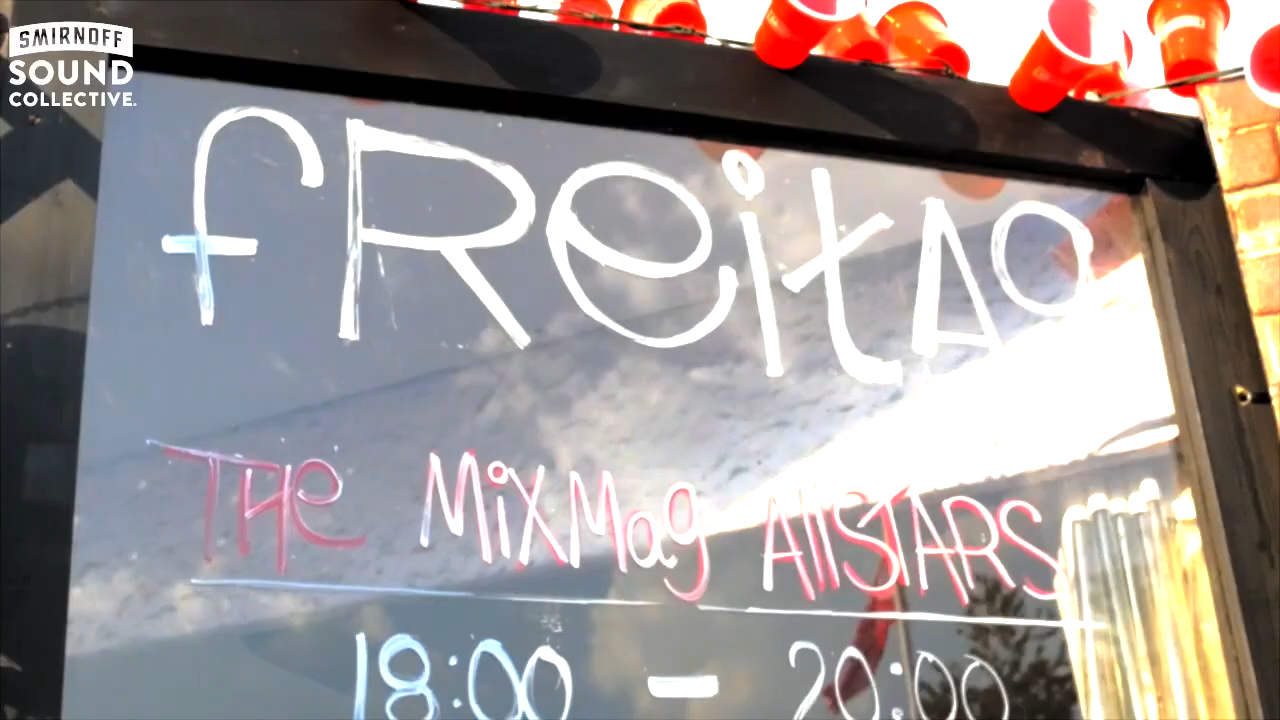 SMIRNOFF
SOUND
COLLECTIVE.
fReitAg
THe MiXMag AllSTARS
18:00 - 20:00